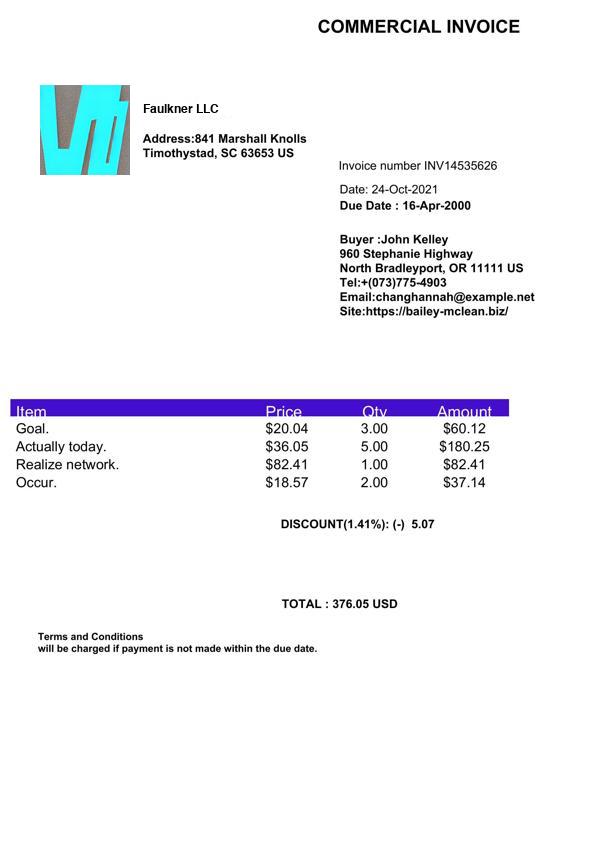 COMMERCIAL INVOICE
Faulkner LLC
Address:841 Marshall Knolls
Timothystad, SC 63653 US
Invoice number INV14535626
Date: 24-Oct-2021
Due Date : 16-Apr-2000
Buyer :John Kelley
960 Stephanie Highway
North Bradleyport, OR 11111 US
Tel:+(073)775-4903
Email:changhannah@example.net
Site:https://bailey-mclean.biz/
Item Price Qty Amount
Goal. $20.04 3.00 $60.12
Actually today. $36.05 5.00 $180.25
Realize network. $82.41 1.00 $82.41
Occur. $18.57 2.00 $37.14
DISCOUNT(1.41%): (-) 5.07
TOTAL : 376.05 USD
Terms and Conditions
will be charged if payment is not made within the due date.